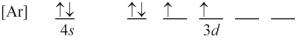 [Ar] ↑↓ ↑↓ ↑ ↑
4s 3d